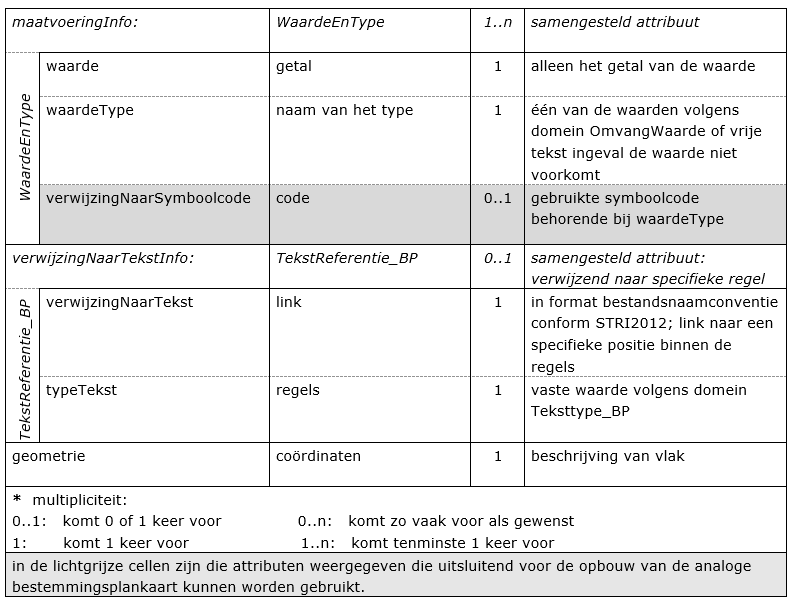 maatvoeringInfo: WaardeEnType 1..n samengesteld attribuut
WaardeEnType
waarde getal 1 alleen het getal van de waarde
waardeType naam van het type 1 één van de waarden volgens
domein OmvangWaarde of vrije
tekst ingeval de waarde niet
voorkomt
verwijzingNaarSymboolcode code 0..1 gebruikte symboolcode
behorende bij waardeType
verwijzingNaarTekstInfo: TekstReferentie_BP 0..1 samengesteld attribuut:
verwijzend naar specifieke regel
TekstReferentie_BP
verwijzingNaarTekst link 1 in format bestandsnaamconventie
conform STRI2012; link naar een
specifieke positie binnen de
regels
typeTekst regels 1 vaste waarde volgens domein
Teksttype_BP
geometrie coördinaten 1 beschrijving van vlak
* multipliciteit:
0..1: komt 0 of 1 keer voor 0..n: komt zo vaak voor als gewenst
1: komt 1 keer voor 1..n: komt tenminste 1 keer voor
in de lichtgrijze cellen zijn die attributen weergegeven die uitsluitend voor de opbouw van de analoge
bestemmingsplankaart kunnen worden gebruikt.